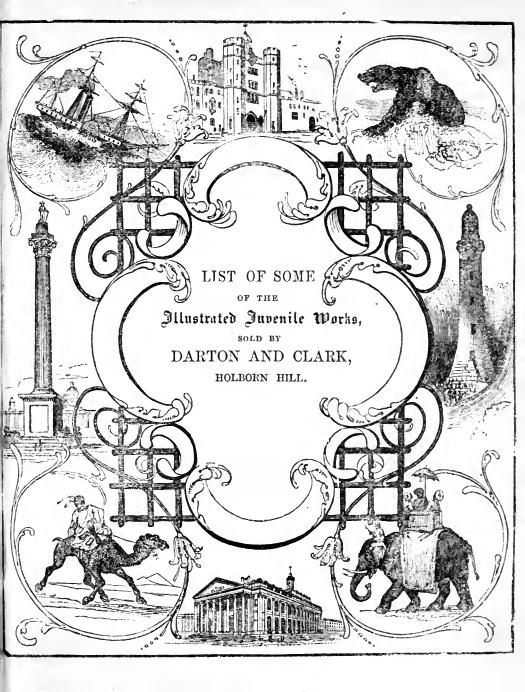 LIST OF SOME
OF THE
Illustrated Juvenile Works,
SOLD BY
DARTON AND CLARK,
HOLBORN HILL.